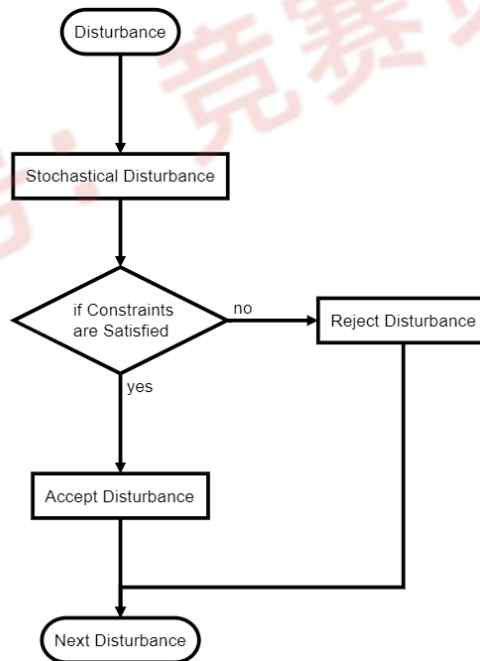 Disturbance
Stochastical Disturbance
if Constraints
are Satisfied
no
Reject Disturbance
yes
Accept Disturbance
Next Disturbance
竞赛